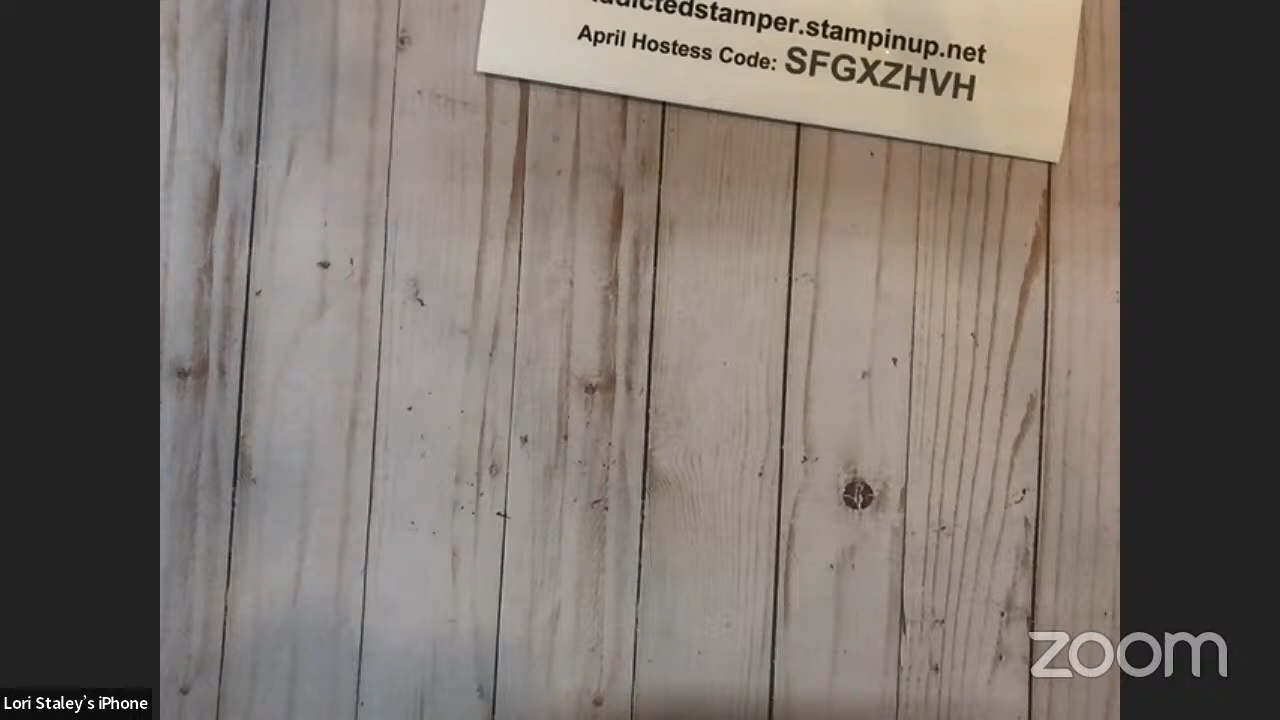 addictedstamper.stampinup.net
April Hostess Code: SFGXZHVH
zoom
Lori Staley's iPhone